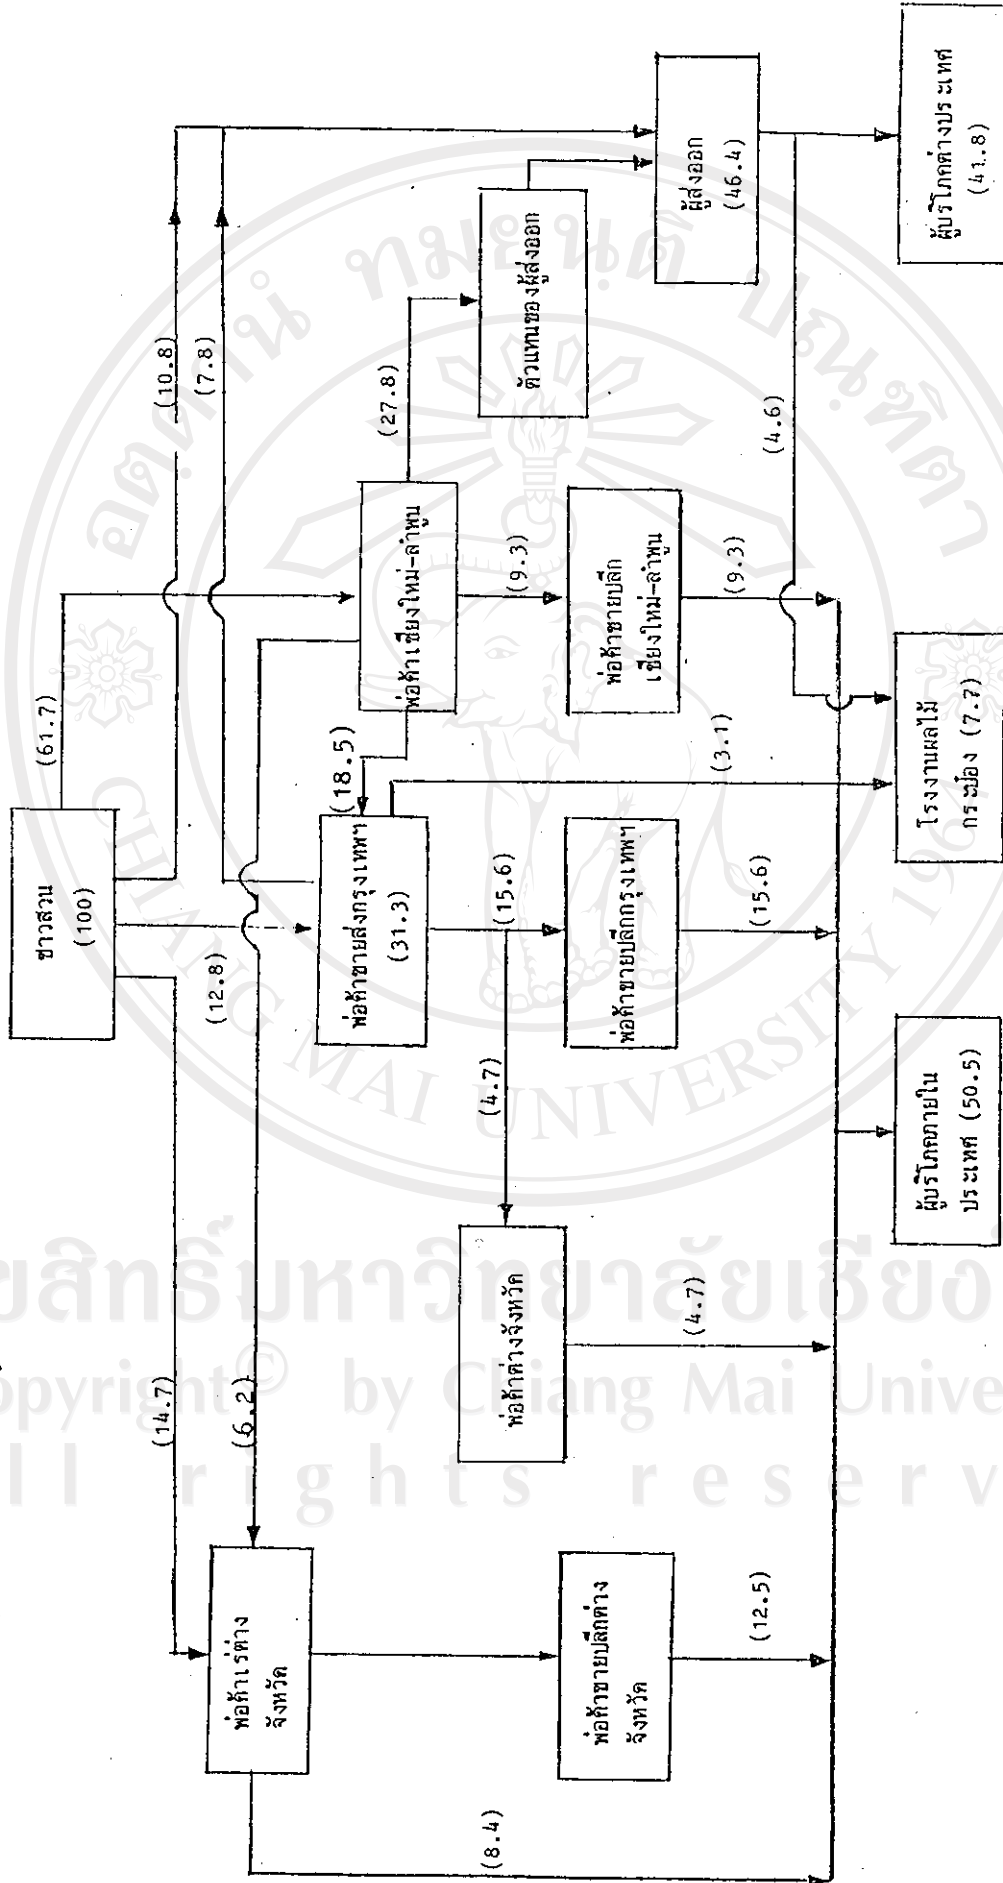 ชาวสวน
(100)
(61.7)
(10.8)
(7.8)
(12.8)
(14.7)
(6.2)
พ่อค้าเชียงใหม่-ลำพูน
(27.8)
(18.5)
(9.3)
พ่อค้าขายส่งกรุงเทพฯ
(31.3)
(15.6)
(4.7)
(3.1)
พ่อค้าเร่ต่าง
จังหวัด
(8.4)
ตัวแทนของผู้ส่งออก
ผู้ส่งออก
(46.4)
(4.6)
พ่อค้าขายปลีก
เชียงใหม่-ลำพูน
(9.3)
พ่อค้าขายปลีกกรุงเทพฯ
(15.6)
พ่อค้าต่างจังหวัด
(4.7)
พ่อค้าขายปลีกต่าง
จังหวัด
(12.5)
ผู้บริโภคต่างประเทศ
(41.8)
โรงงานผลไม้
กระป๋อง (7.7)
ผู้บริโภคภายใน
ประเทศ (50.5)
CHIANG MAI UNIVERSITY 1964
ยสิทธิ์มหาวิทยาลัยเชียง
opyright© by Chiang Mai Unive
ll rights reserv